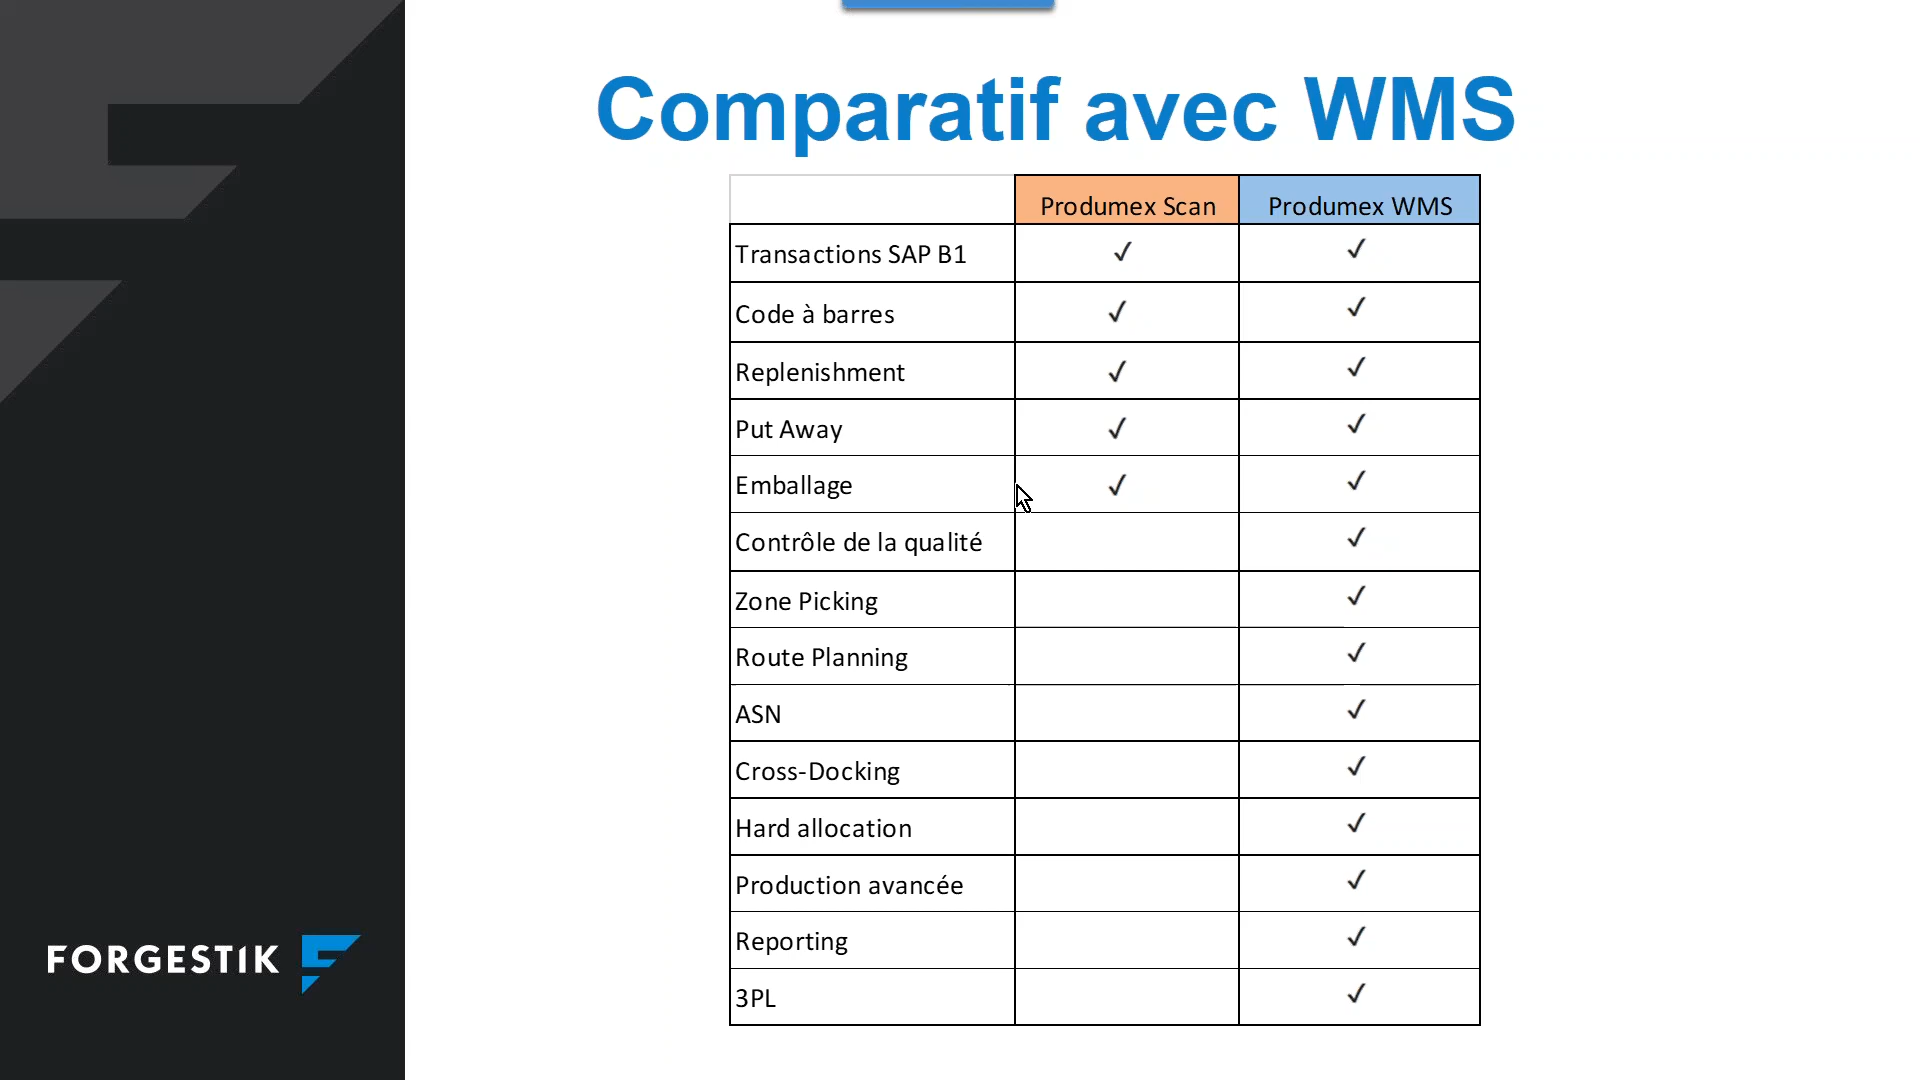 Comparatif avec WMS
Produmex Scan Produmex WMS
Transactions SAP B1 ✓ ✓
Code à barres ✓ ✓
Replenishment ✓ ✓
Put Away ✓ ✓
Emballage ✓ ✓
Contrôle de la qualité ✓
Zone Picking ✓
Route Planning ✓
ASN ✓
Cross-Docking ✓
Hard allocation ✓
Production avancée ✓
Reporting ✓
3PL ✓
FORGESTIK